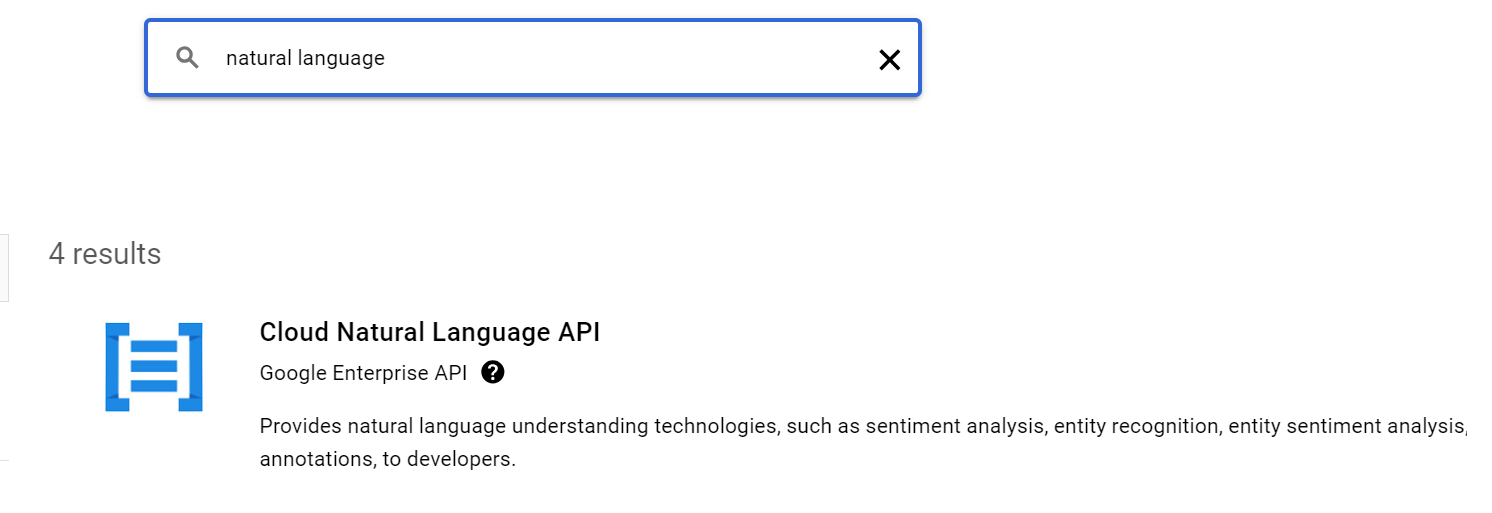 natural language
4 results
Cloud Natural Language API
Google Enterprise API
Provides natural language understanding technologies, such as sentiment analysis, entity recognition, entity sentiment analysis,
annotations, to developers.